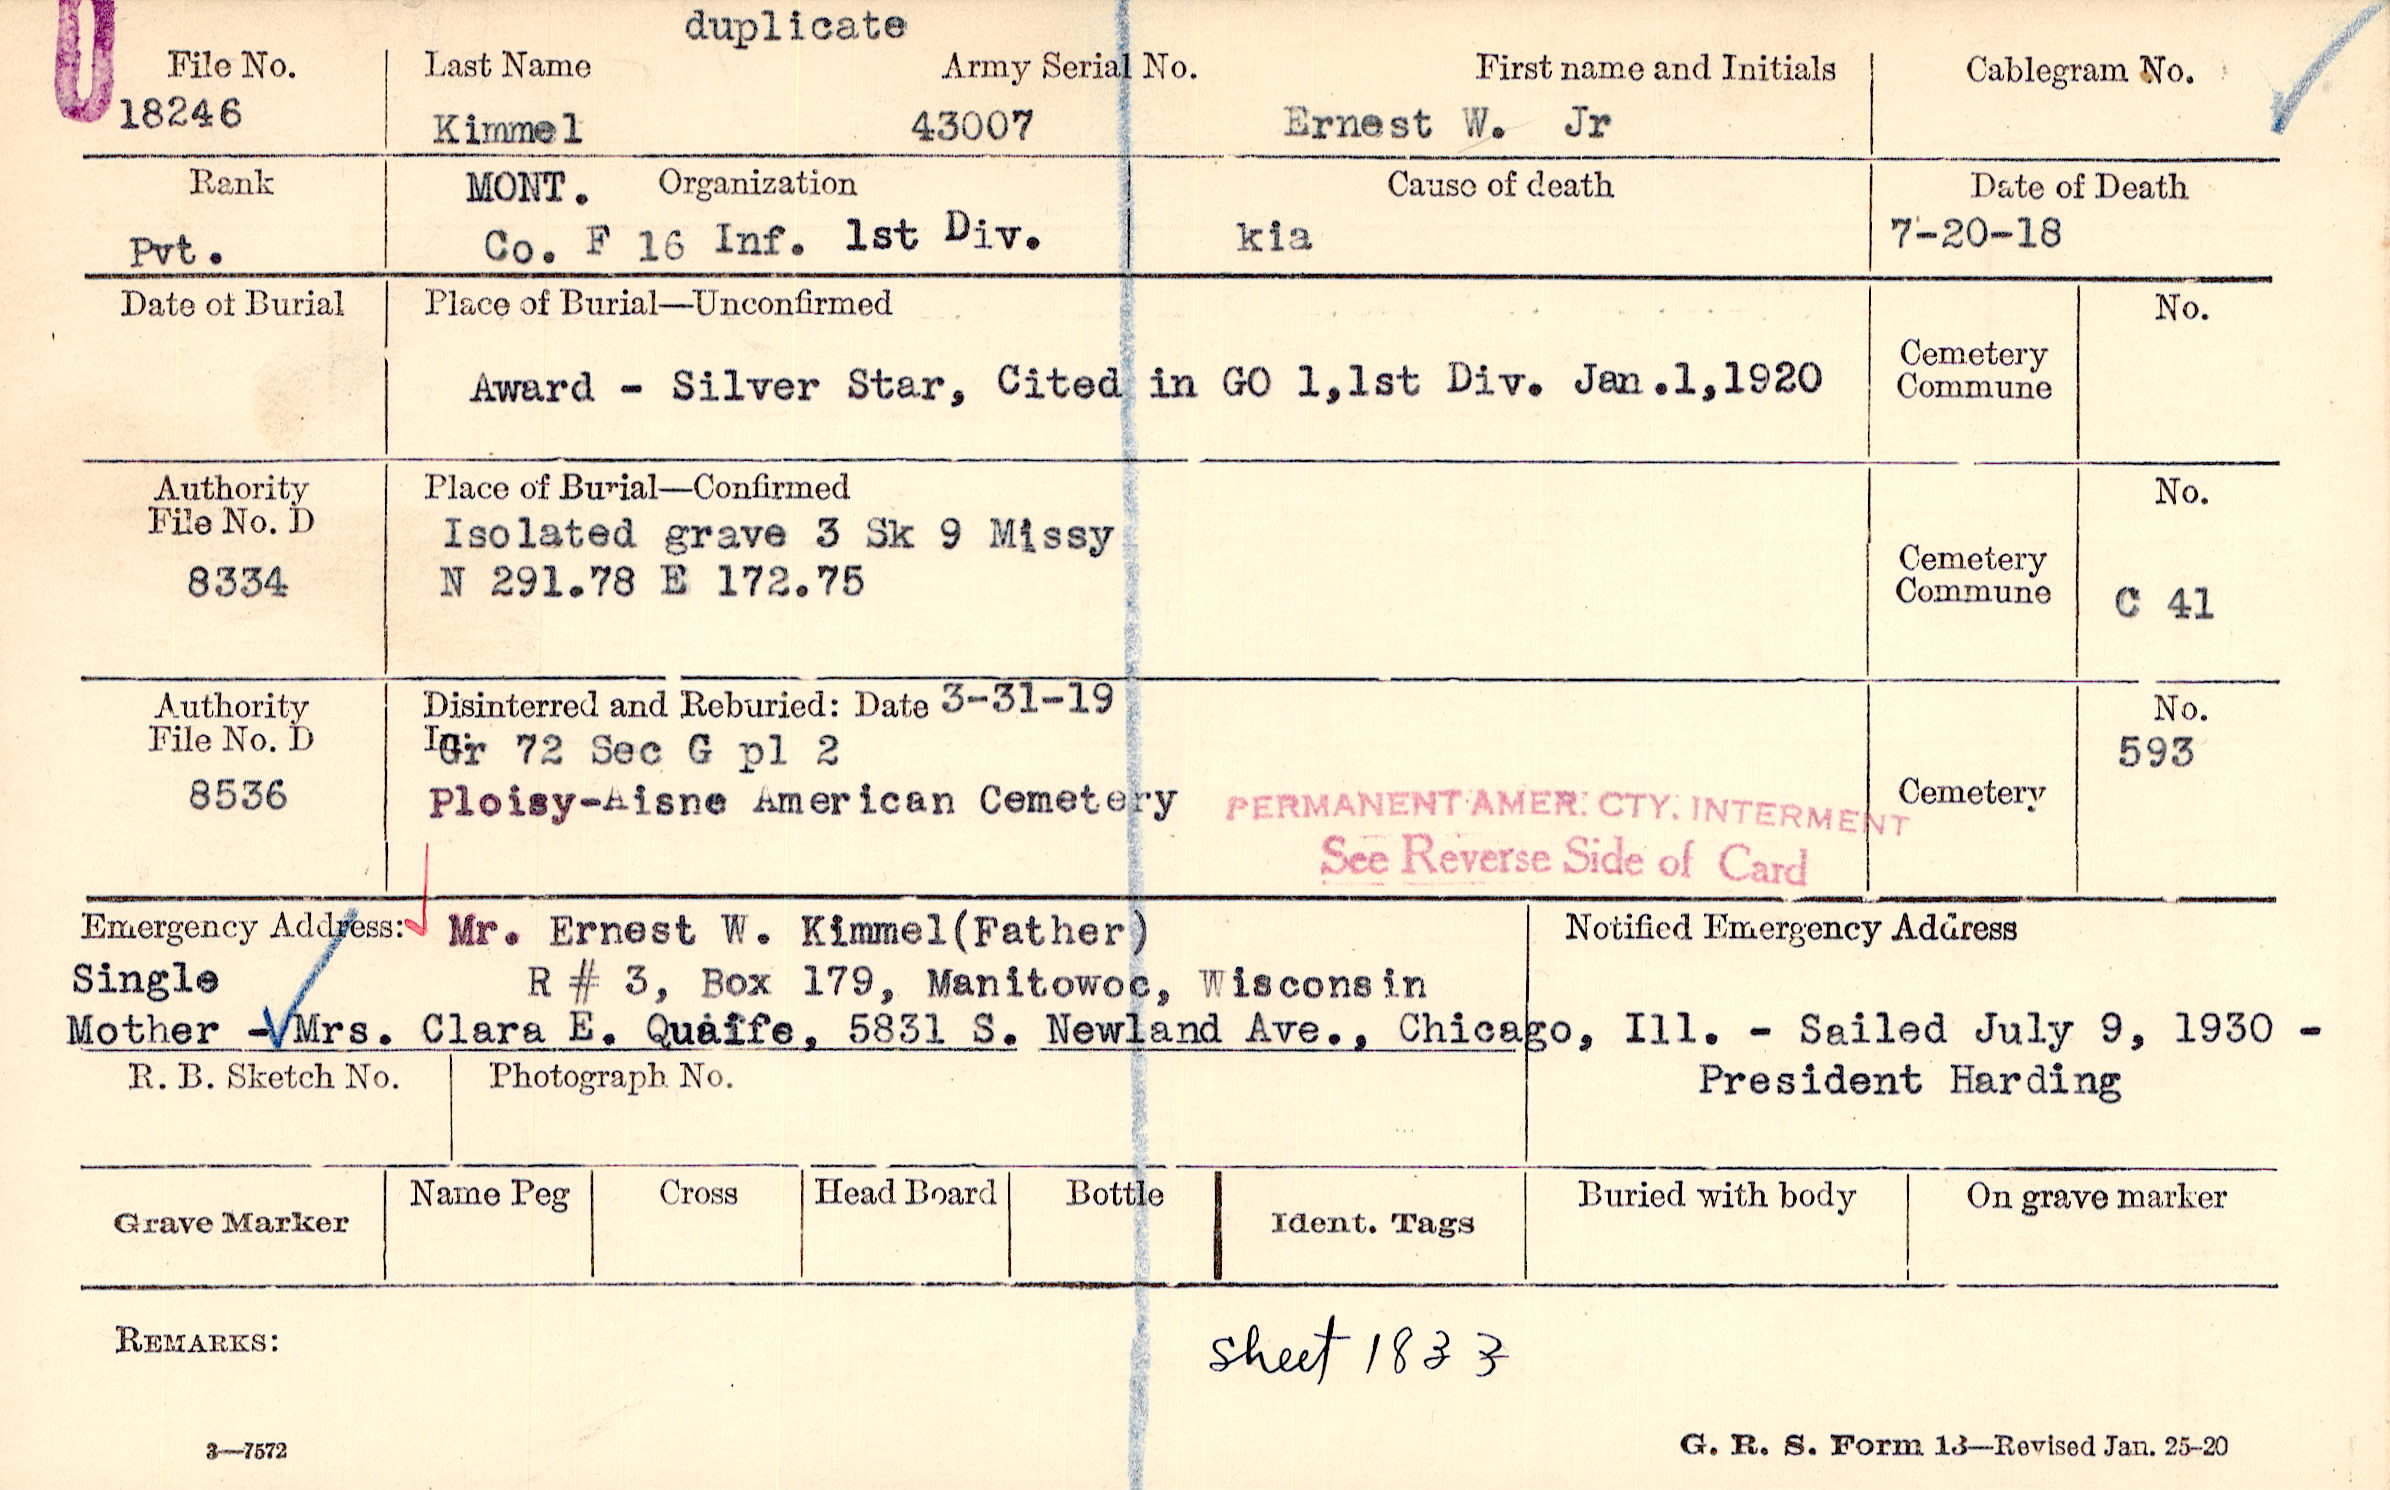 duplicate
File No. Last Name Army Serial No. First name and Initials Cablegram No.
18246 Kimmel 43007 Ernest W. Jr
Rank MONT. Organization Cause of death Date of Death
Pvt. Co. F 16 Inf. 1st Div. kia 7-20-18
Date of Burial Place of Burial—Unconfirmed No.
Award - Silver Star, Cited in GO 1,1st Div. Jan.1,1920 Cemetery
Commune
Authority Place of Burial—Confirmed No.
File No. D Isolated grave 3 Sk 9 Missy
8334 N 291.78 E 172.75 Cemetery
Commune C 41
Authority Disinterred and Reburied: Date 3-31-19 No.
File No. D In: Gr 72 Sec G pl 2 593
8536 Ploisy-Aisne American Cemetery PERMANENT AMER. CTY. INTERMENT Cemetery
See Reverse Side of Card
Emergency Address: Mr. Ernest W. Kimmel(Father) Notified Emergency Address
Single R # 3, Box 179, Manitowoc, Wisconsin
Mother - Mrs. Clara E. Quaife, 5831 S. Newland Ave., Chicago, Ill. - Sailed July 9, 1930 -
R. B. Sketch No. Photograph No. President Harding
Grave Marker Name Peg Cross Head Board Bottle Ident. Tags Buried with body On grave marker
REMARKS: sheet 1833
3—7572 G. R. S. Form 13—Revised Jan. 25-20